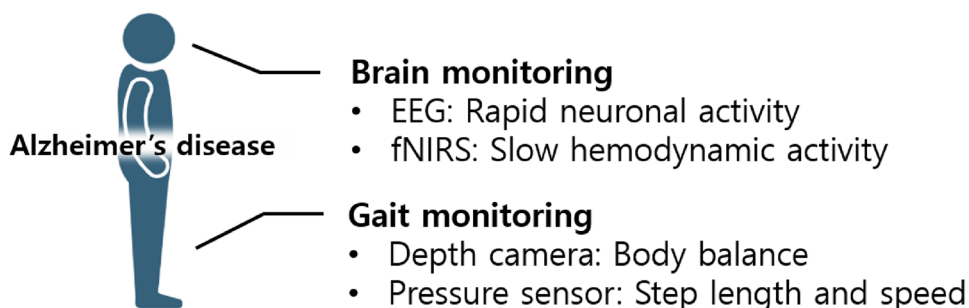 Alzheimer's disease
Brain monitoring
• EEG: Rapid neuronal activity
• fNIRS: Slow hemodynamic activity
Gait monitoring
• Depth camera: Body balance
• Pressure sensor: Step length and speed